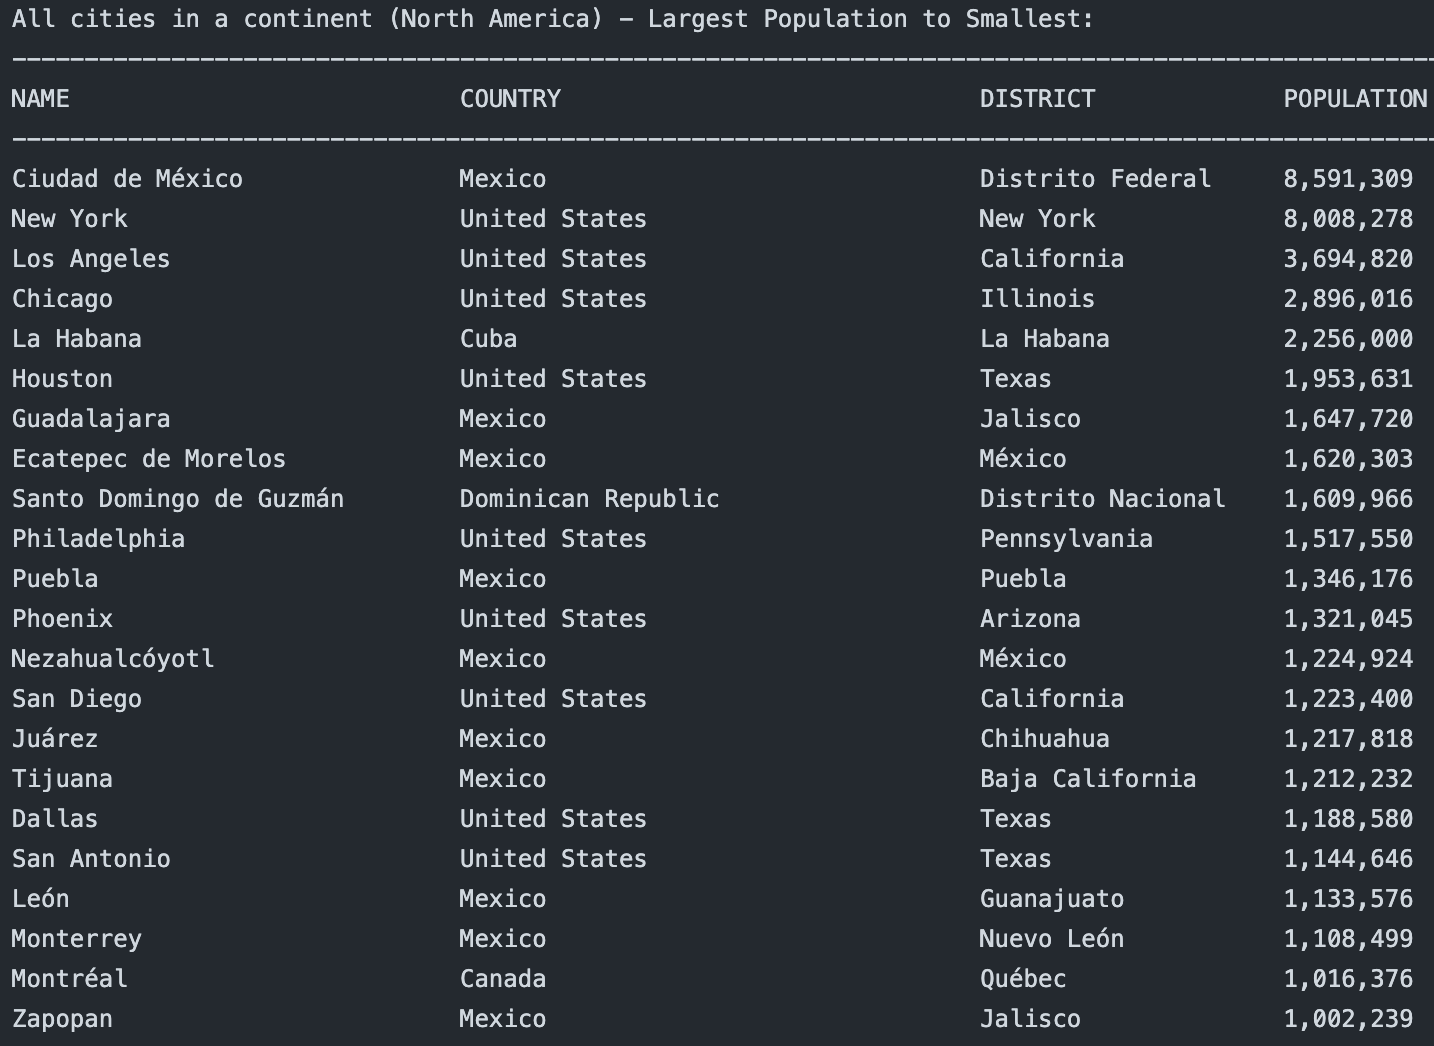 All cities in a continent (North America) – Largest Population to Smallest:
NAME COUNTRY DISTRICT POPULATION
Ciudad de México Mexico Distrito Federal 8,591,309
New York United States New York 8,008,278
Los Angeles United States California 3,694,820
Chicago United States Illinois 2,896,016
La Habana Cuba La Habana 2,256,000
Houston United States Texas 1,953,631
Guadalajara Mexico Jalisco 1,647,720
Ecatepec de Morelos Mexico México 1,620,303
Santo Domingo de Guzmán Dominican Republic Distrito Nacional 1,609,966
Philadelphia United States Pennsylvania 1,517,550
Puebla Mexico Puebla 1,346,176
Phoenix United States Arizona 1,321,045
Nezahualcóyotl Mexico México 1,224,924
San Diego United States California 1,223,400
Juárez Mexico Chihuahua 1,217,818
Tijuana Mexico Baja California 1,212,232
Dallas United States Texas 1,188,580
San Antonio United States Texas 1,144,646
León Mexico Guanajuato 1,133,576
Monterrey Mexico Nuevo León 1,108,499
Montréal Canada Québec 1,016,376
Zapopan Mexico Jalisco 1,002,239